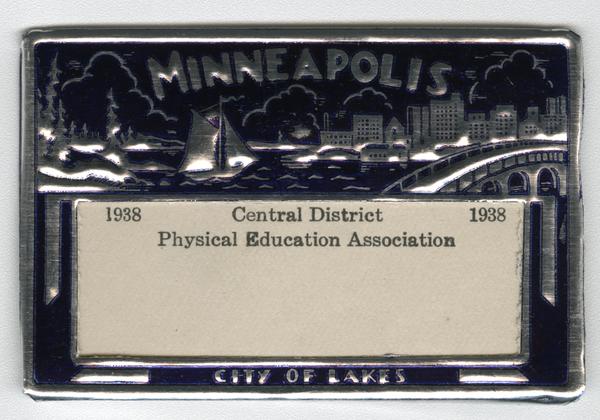 MINNEAPOLIS
1938 Central District 1938
Physical Education Association
CITY OF LAKES